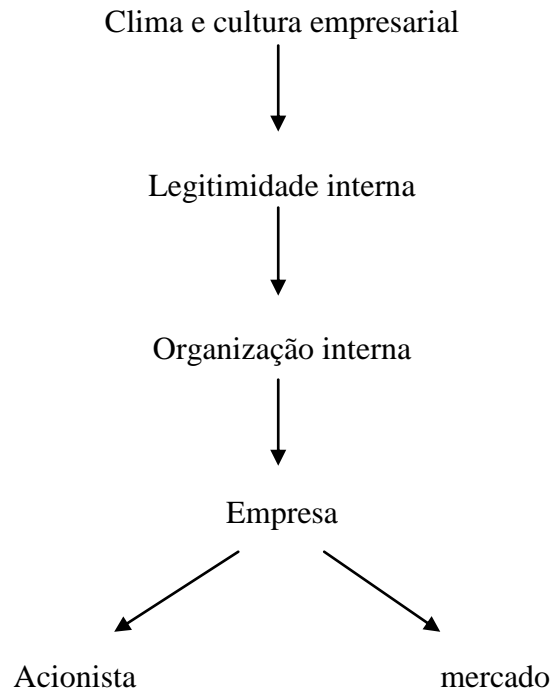 Clima e cultura empresarial
Legitimidade interna
Organização interna
Empresa
Acionista mercado